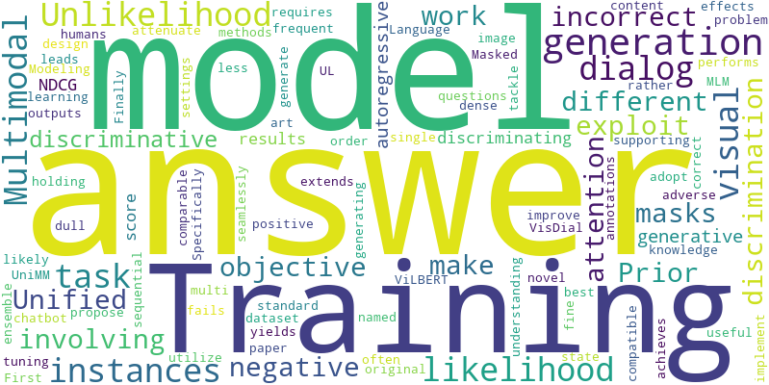 Unlikelihood
requires
content
effects
humans
attenuate
methods
frequent
work
Language
incorrect
problem
design
leads
Modeling
NDCG
learning
outputs
Finally
settings
less
generate
UL
image
Masked
autoregressive
tackle
generation
performs
rather
MLM
dialog
Multimodal
model
questions
dense
different
visual
discriminative
results
art
order
single
discriminating
exploit
supporting
correct
discrimination
answer
holding
dull
score
comparable
Specifically
seamlessly
positive
extends
generating
improve
VisDial
attention
annotations
adopt
adverse
masks
generative
knowledge
likely
UniMM
task
objective
make
ViLBERT
understanding
novel
Prior
Unified
sequential
multi
fails
Training
standard
dataset
yields
paper
named
often
original
best
fine
state
compatible
achieves
useful
implement
ensemble
chatbot
propose
involving
First
tuning
instances
utilize
negative
likelihood